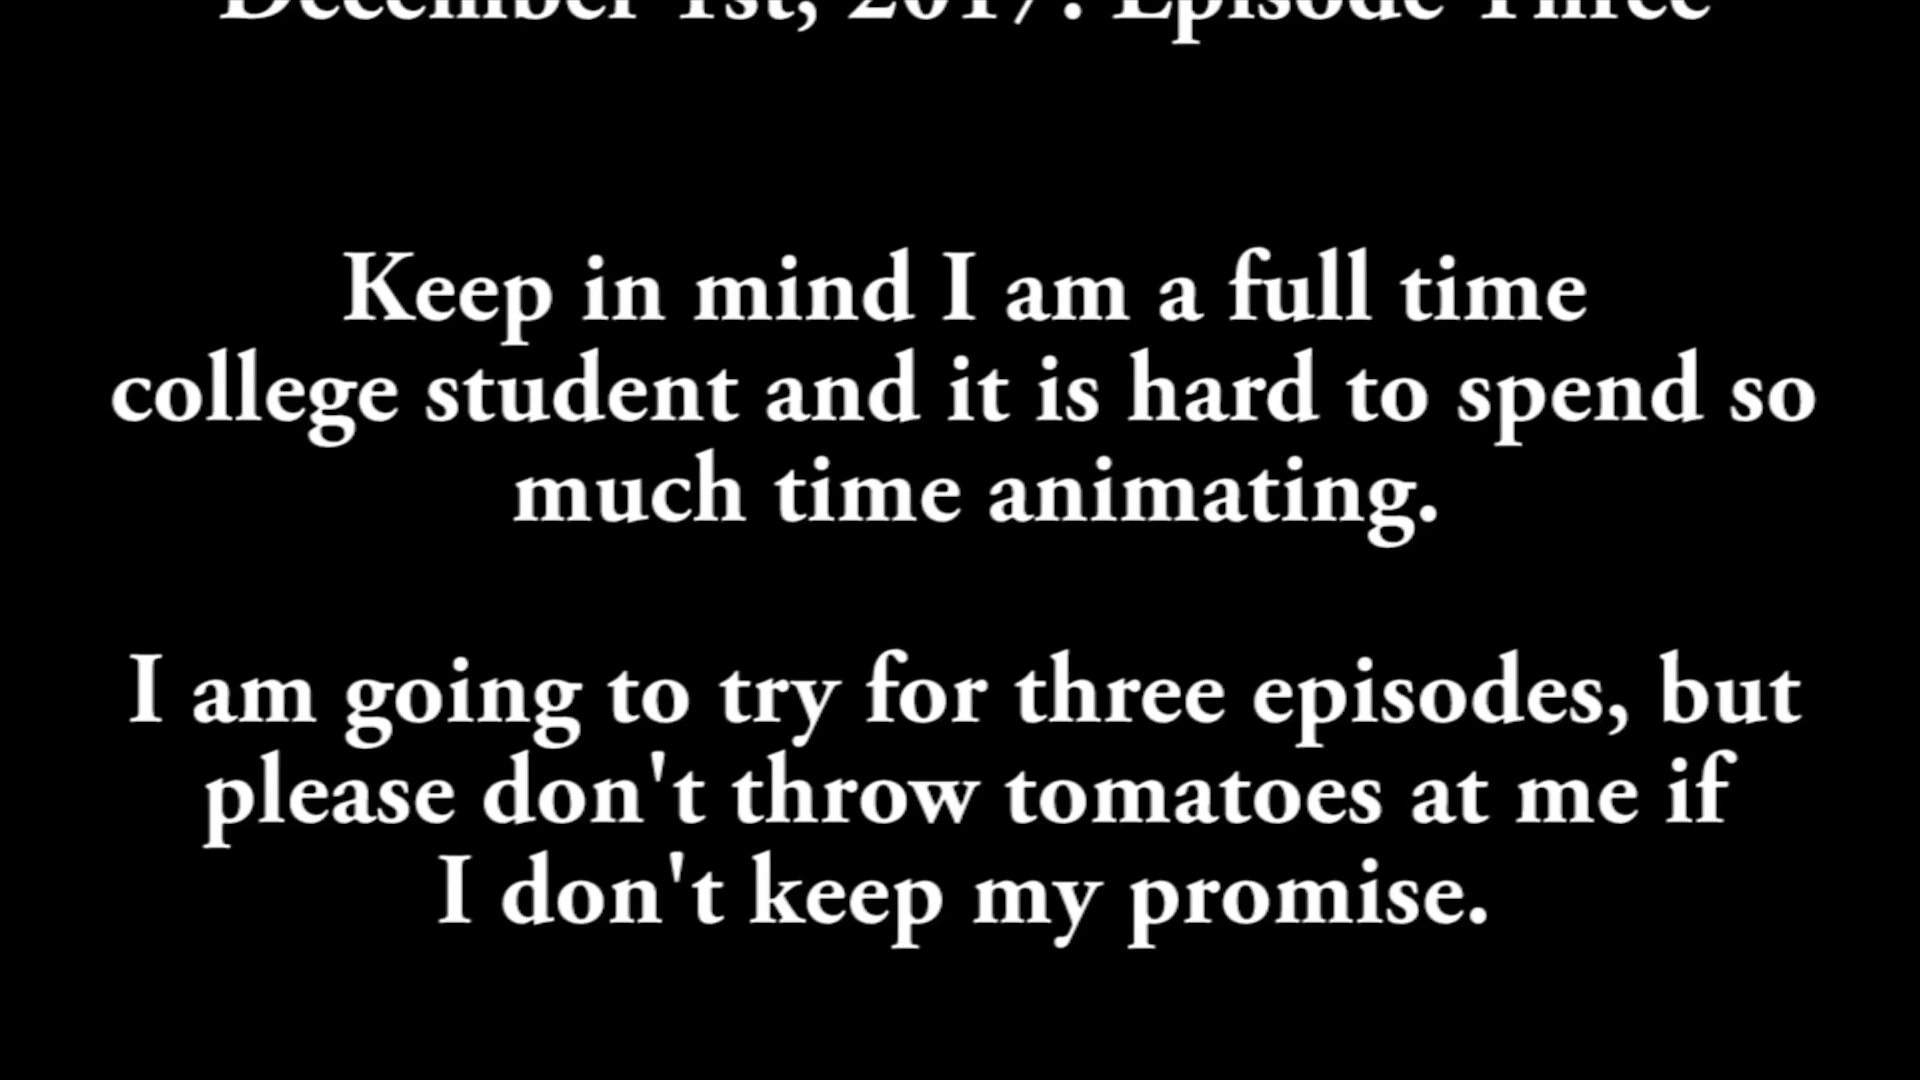 December 1st, 2017: Episode Three
Keep in mind I am a full time
college student and it is hard to spend so
much time animating.
I am going to try for three episodes, but
please don't throw tomatoes at me if
I don't keep my promise.